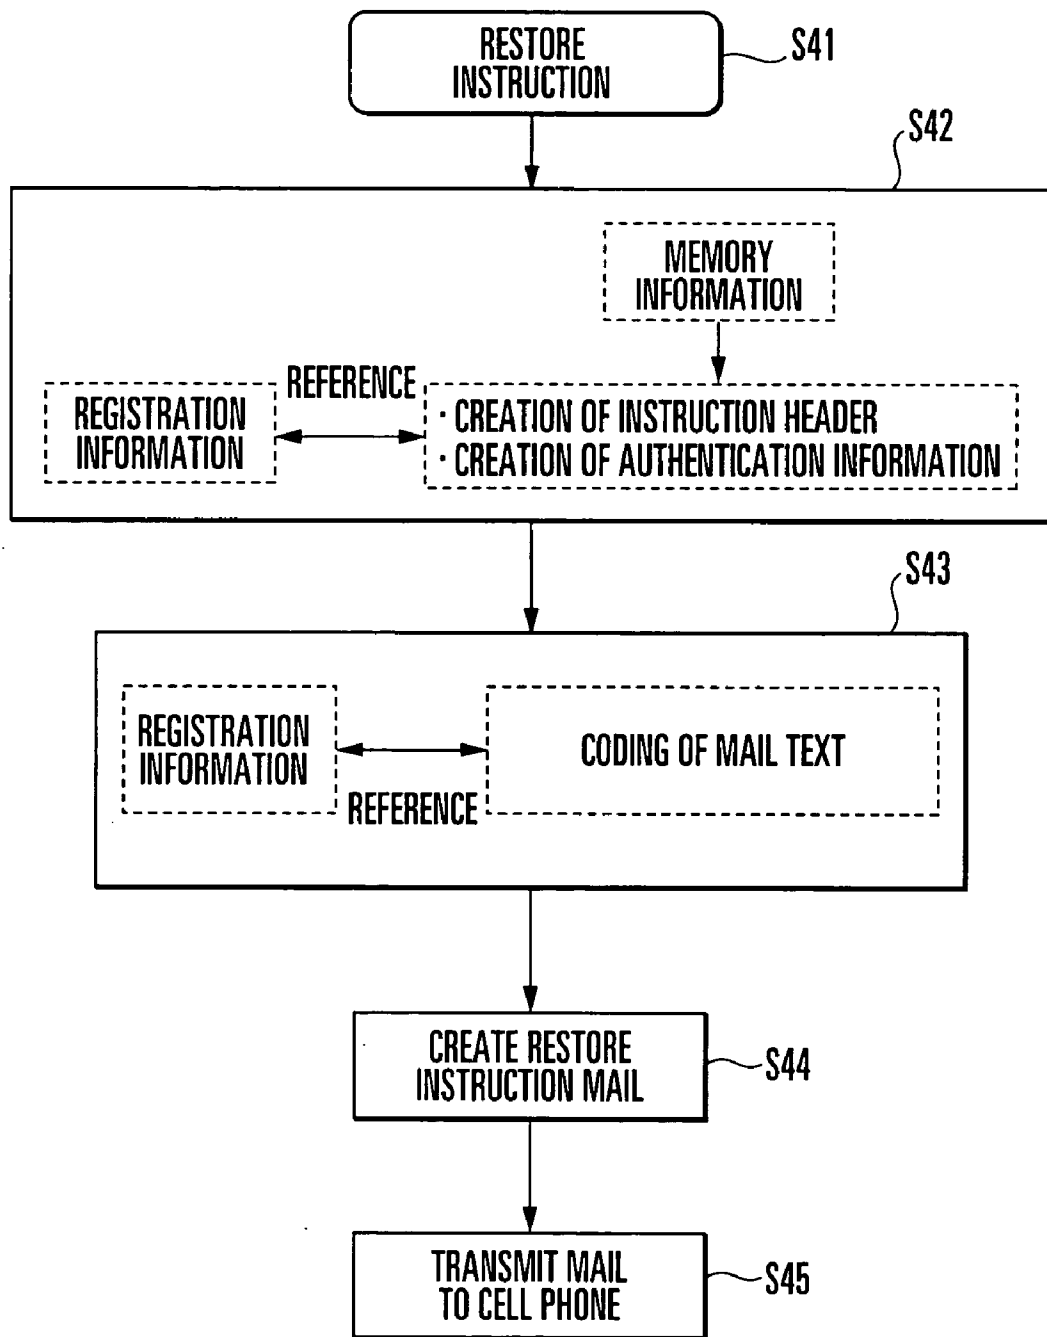 RESTORE
INSTRUCTION
S41
S42
MEMORY
INFORMATION
REFERENCE
REGISTRATION
INFORMATION
· CREATION OF INSTRUCTION HEADER
· CREATION OF AUTHENTICATION INFORMATION
S43
REGISTRATION
INFORMATION
CODING OF MAIL TEXT
REFERENCE
CREATE RESTORE
INSTRUCTION MAIL
S44
TRANSMIT MAIL
TO CELL PHONE
S45